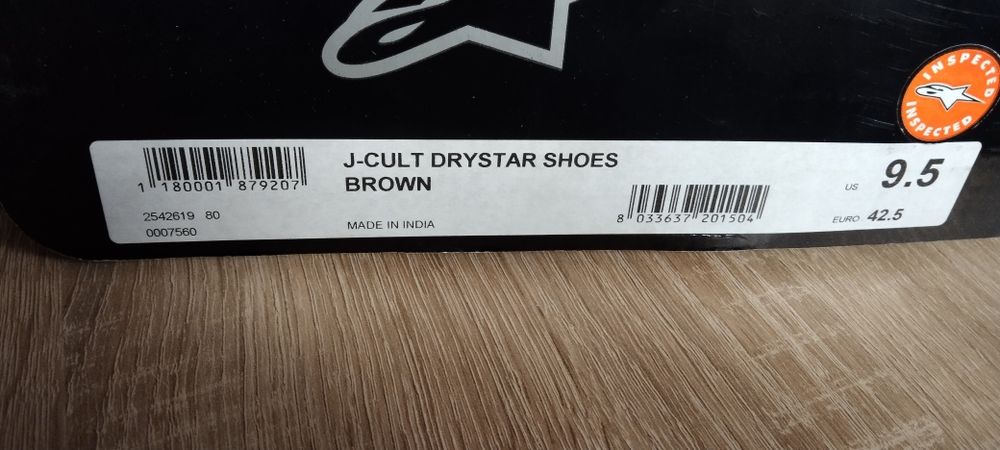 INSPECTED
INSPECTED
J-CULT DRYSTAR SHOES
BROWN
1 180001 879207
2542619 80
0007560
MADE IN INDIA
8 033637 201504
US 9.5
EURO 42.5